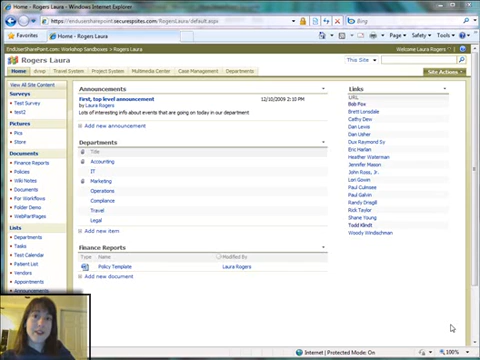 Home - Rogers Laura - Windows Internet Explorer
https://endusersharepoint.securespsites.com/RogersLaura/default.aspx
Bing
Favorites
Home - Rogers Laura
Page
Safety
Tools
EndUserSharePoint.com: Workshop Sandboxes > Rogers Laura
Welcome Laura Rogers
Rogers Laura
This Site
Home
Travel System
Project System
Multimedia Center
Case Management
Departments
Site Actions
View All Site Content
Surveys
Test Survey
test2
Pictures
Pics
Store
Documents
Finance Reports
Policies
Wiki Notes
Documents
For Workflows
Folder Demo
WebPartPages
Lists
Departments
Tasks
Test Calendar
Patient List
Vendors
Appointments
Announcements
Announcements
First, top level announcement
12/10/2009 2:10 PM
by Laura Rogers
Lots of interesting info about events that are going on today in our department
Add new announcement
Departments
Title
Accounting
IT
Marketing
Operations
Compliance
Travel
Legal
Add new item
Finance Reports
Type Name Modified By
Policy Template Laura Rogers
Add new document
Links
URL
Bob Fox
Brett Lonsdale
Cathy Dew
Dan Lewis
Dan Usher
Dux Raymond Sy
Eric Harlan
Heather Waterman
Jennifer Mason
John Ross, Jr.
Lori Gowin
Paul Culmsee
Paul Galvin
Randy Drisgill
Rick Taylor
Shane Young
Todd Klindt
Woody Windischman
Internet | Protected Mode: On
100%